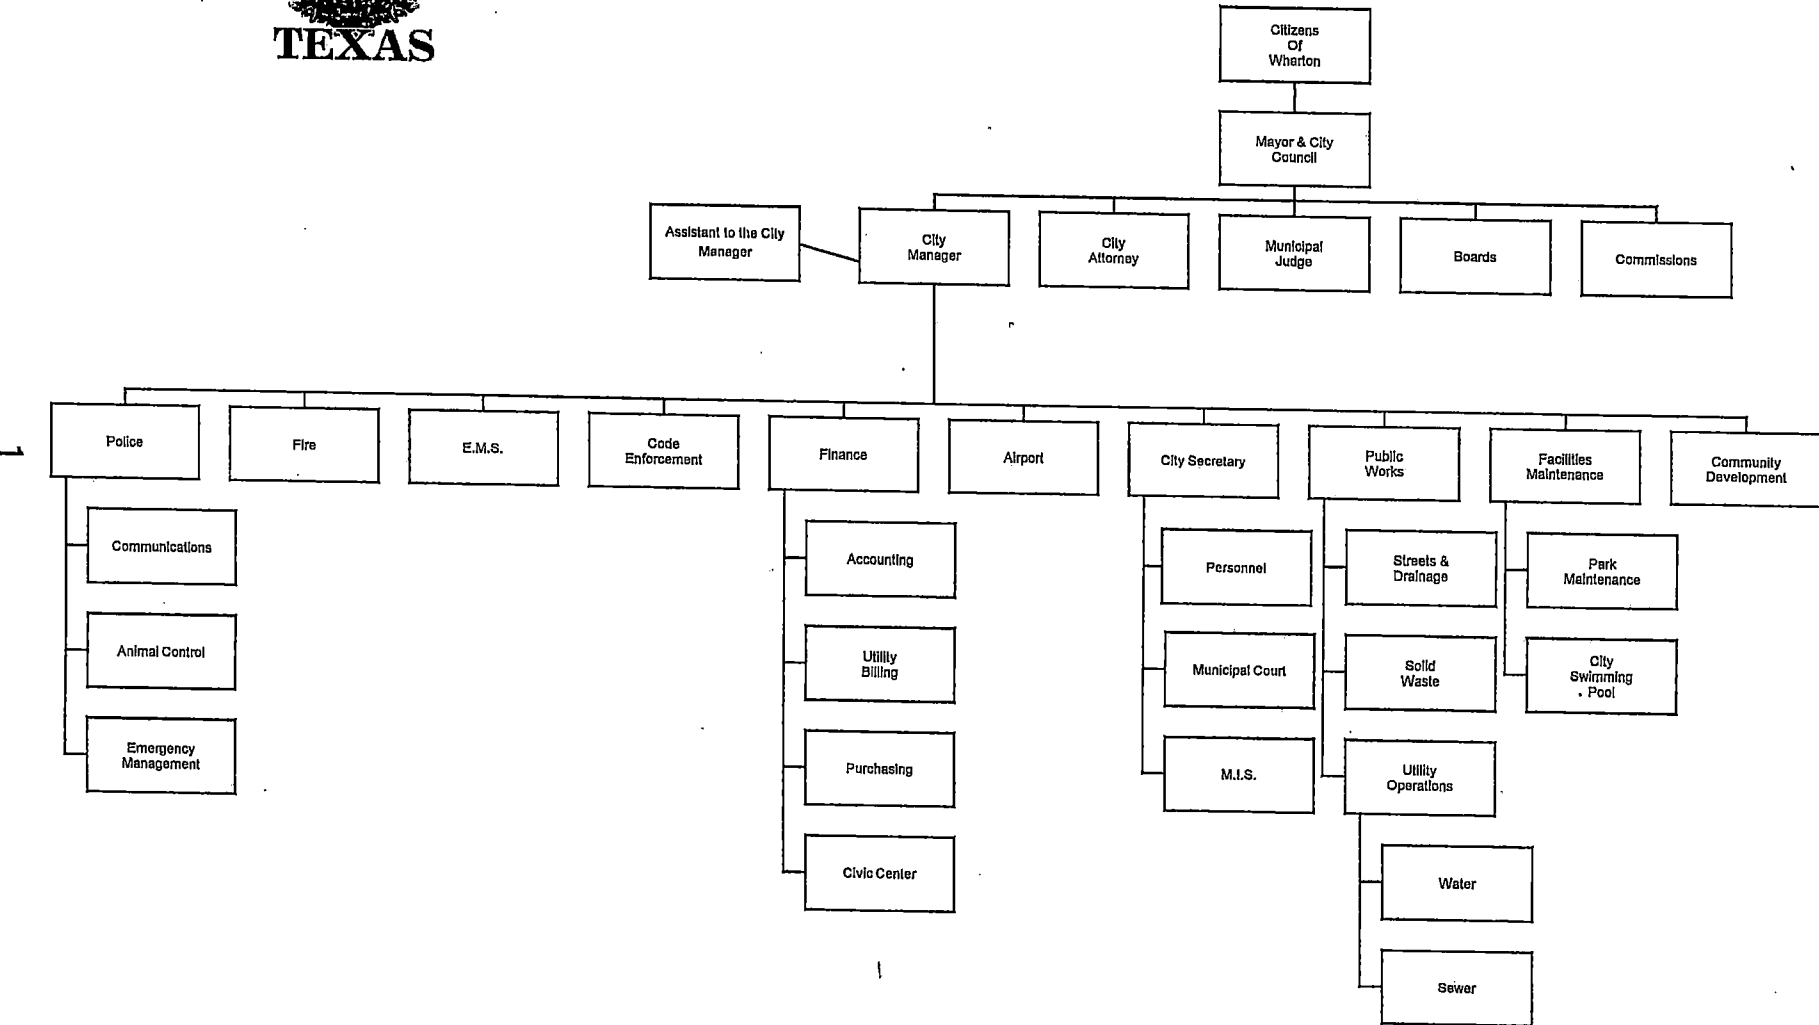 TEXAS
Citizens
Of
Wharton
Mayor & City
Council
Assistant to the City
Manager
City
Manager
City
Attorney
Municipal
Judge
Boards
Commissions
Police
Fire
E.M.S.
Code
Enforcement
Finance
Airport
City Secretary
Public
Works
Facilities
Maintenance
Community
Development
Communications
Animal Control
Emergency
Management
Accounting
Utility
Billing
Purchasing
Civic Center
Personnel
Municipal Court
M.I.S.
Streets &
Drainage
Solid
Waste
Utility
Operations
Water
Sewer
Park
Maintenance
City
Swimming
Pool
1